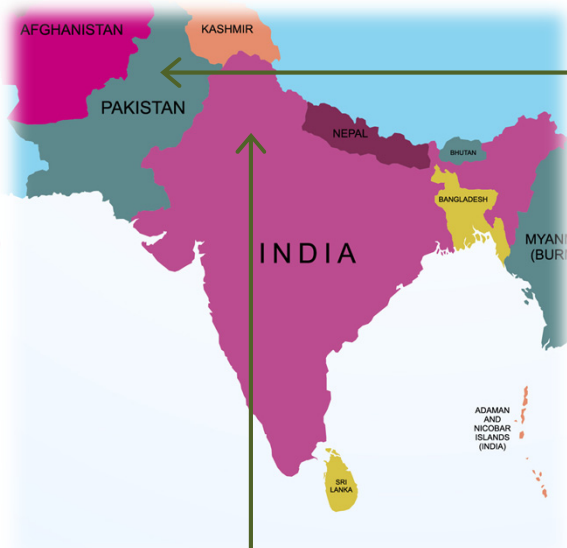 AFGHANISTAN
KASHMIR
PAKISTAN
NEPAL
BHUTAN
BANGLADESH
INDIA
ADAMAN
AND
NICOBAR
ISLANDS
(INDIA)
SRI
LANKA